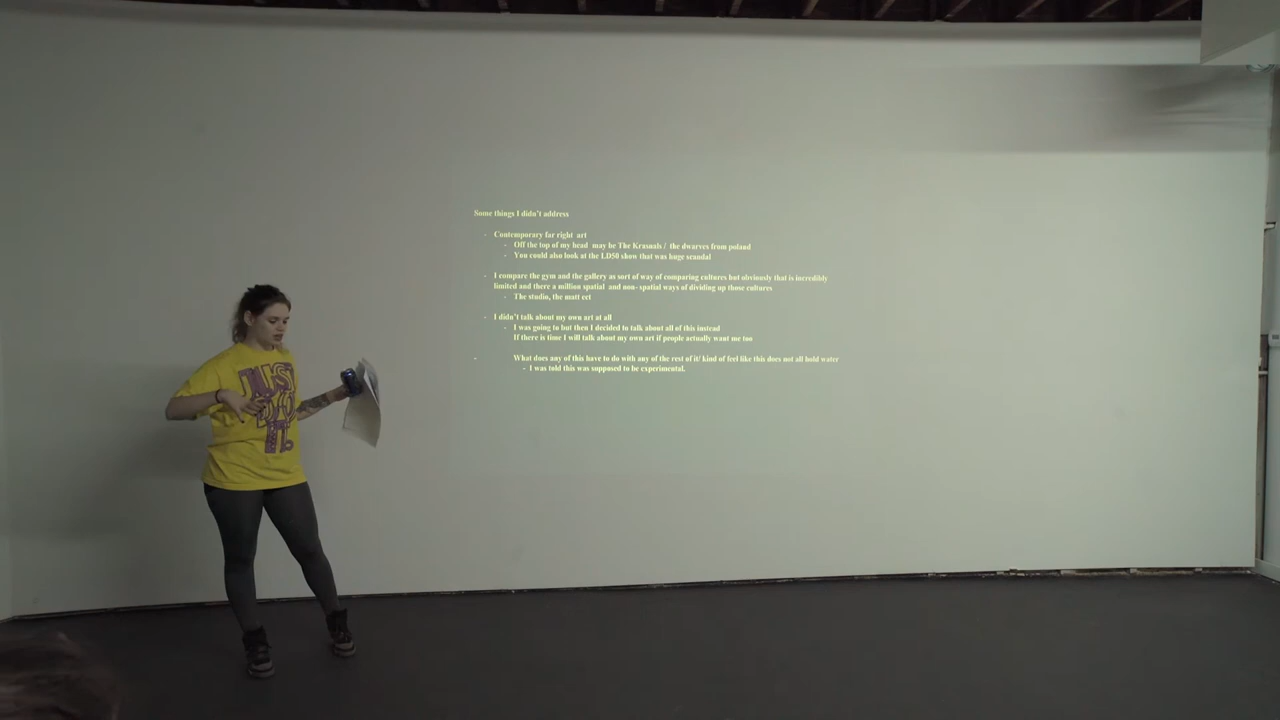 Some things I didn't address
- Contemporary far right art
- Off the top of my head may be The Krasnals / the dwarves from poland
- You could also look at the LD50 show that was huge scandal
- I compare the gym and the gallery as sort of way of comparing cultures but obviously that is incredibly
limited and there a million spatial and non- spatial ways of dividing up those cultures
- The studio, the matt ect
- I didn't talk about my own art at all
- I was going to but then I decided to talk about all of this instead
If there is time I will talk about my own art if people actually want me too
- What does any of this have to do with any of the rest of it/ kind of feel like this does not all hold water
- I was told this was supposed to be experimental.
JUST
DO
IT.